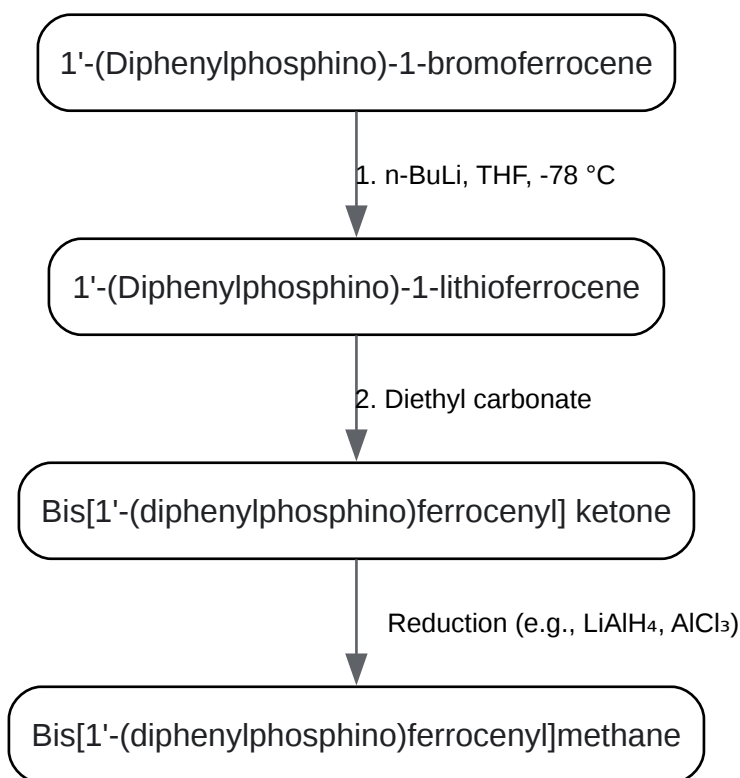 1'-(Diphenylphosphino)-1-bromoferrocene
1. n-BuLi, THF, -78 °C
1'-(Diphenylphosphino)-1-lithioferrocene
2. Diethyl carbonate
Bis[1'-(diphenylphosphino)ferrocenyl] ketone
Reduction (e.g., LiAlH₄, AlCl₃)
Bis[1'-(diphenylphosphino)ferrocenyl]methane